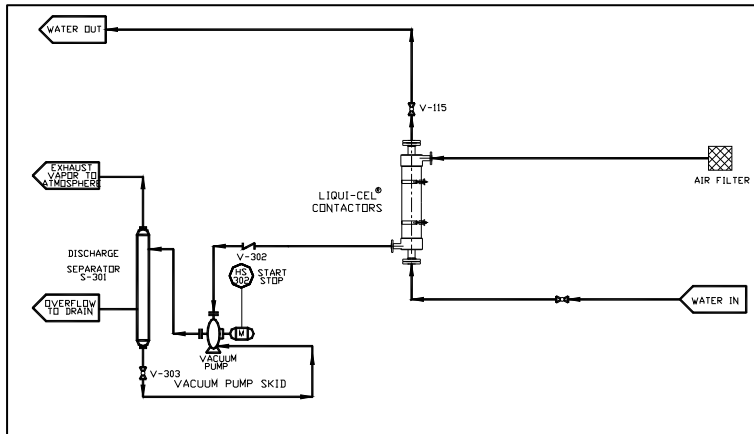 WATER OUT
V-115
EXHAUST
VAPOR TO
ATMOSPHERE
LIQUI-CEL®
CONTACTORS
AIR FILTER
DISCHARGE
SEPARATOR
S-301
V-302
HS
302
START
STOP
OVERFLOW
TO DRAIN
WATER IN
M
VACUUM
PUMP
V-303
VACUUM PUMP SKID